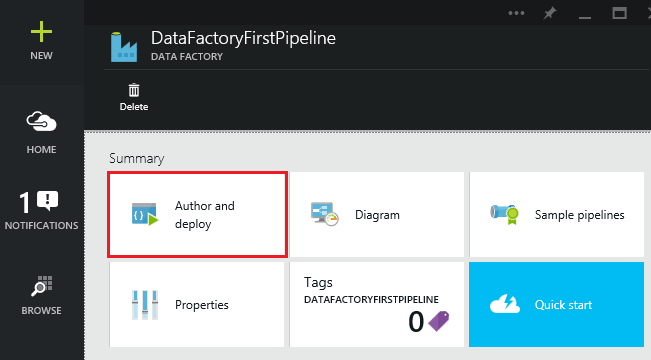 NEW
HOME
1
NOTIFICATIONS
BROWSE
DataFactoryFirstPipeline
DATA FACTORY
Delete
Summary
Author and
deploy
Diagram
Sample pipelines
Properties
Tags
DATAFACTORYFIRSTPIPELINE
0
Quick start